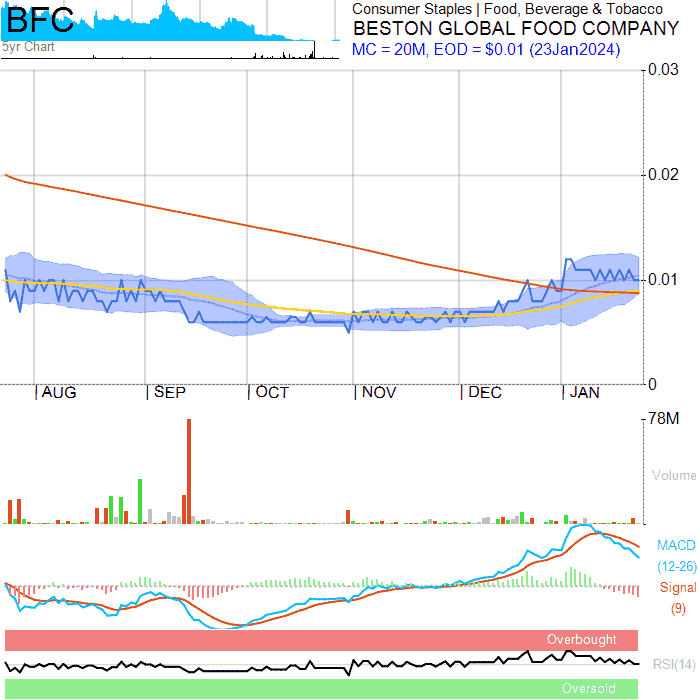 BFC
5yr Chart
Consumer Staples | Food, Beverage & Tobacco
BESTON GLOBAL FOOD COMPANY
MC = 20M, EOD = $0.01 (23Jan2024)
0.03
0.02
0.01
0
AUG SEP OCT NOV DEC JAN
78M
Volume
MACD
(12-26)
Signal
(9)
Overbought
RSI(14)
Oversold